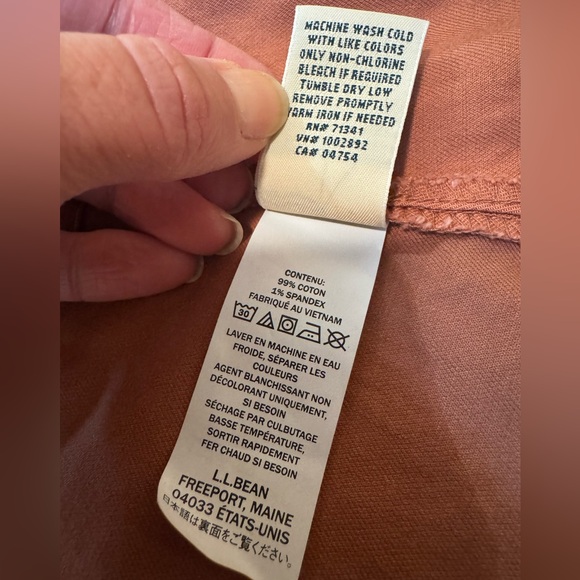 MACHINE WASH COLD
WITH LIKE COLORS
ONLY NON-CHLORINE
BLEACH IF REQUIRED
TUMBLE DRY LOW
REMOVE PROMPTLY
WARM IRON IF NEEDED
RN# 71341
VN# 1002892
CA# 04754
CONTENU:
99% COTON
1% SPANDEX
FABRIQUÉ AU VIETNAM
30
LAVER EN MACHINE EN EAU
FROIDE, SÉPARER LES
COULEURS
AGENT BLANCHISSANT NON
DÉCOLORANT UNIQUEMENT,
SI BESOIN
SÉCHAGE PAR CULBUTAGE
BASSE TEMPÉRATURE,
SORTIR RAPIDEMENT
FER CHAUD SI BESOIN
L.L.BEAN
FREEPORT, MAINE
04033 ÉTATS-UNIS
日本語は裏面をご覧ください。